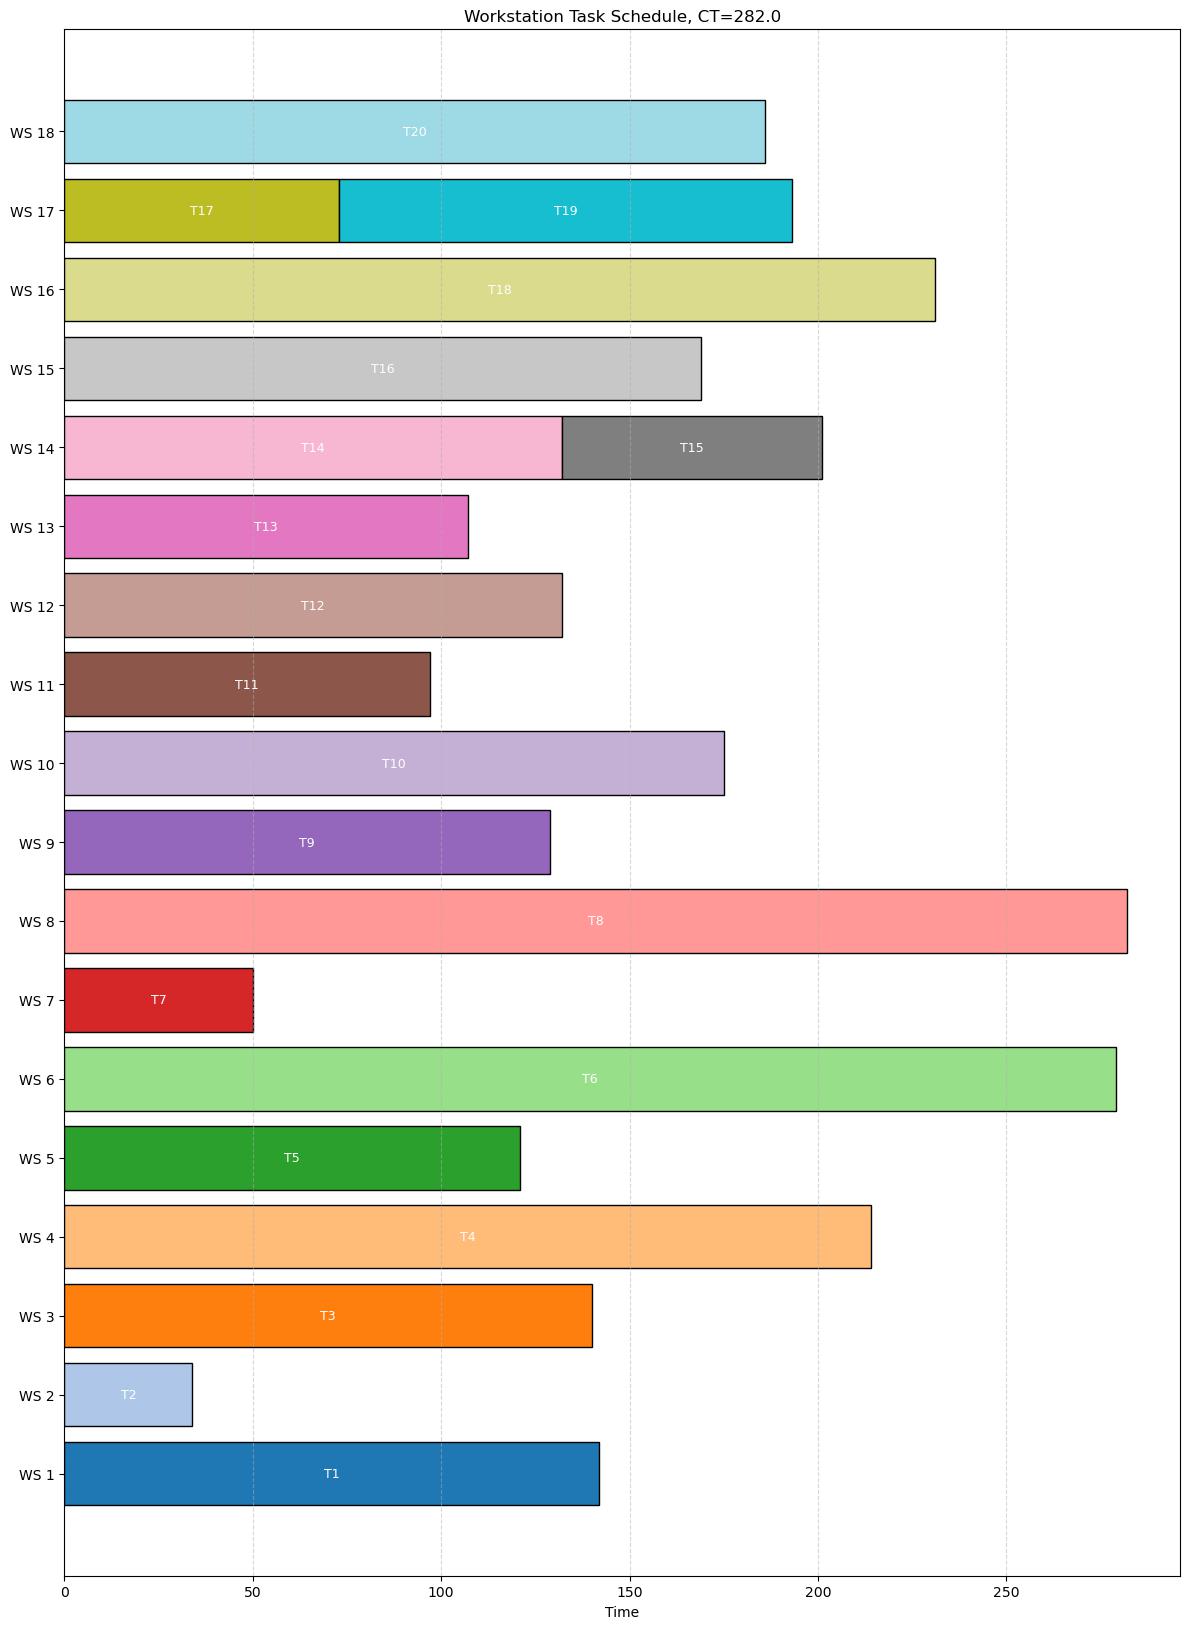 Workstation Task Schedule, CT=282.0
WS 18 T20
WS 17 T17 T19
WS 16 T18
WS 15 T16
WS 14 T14 T15
WS 13 T13
WS 12 T12
WS 11 T11
WS 10 T10
WS 9 T9
WS 8 T8
WS 7 T7
WS 6 T6
WS 5 T5
WS 4 T4
WS 3 T3
WS 2 T2
WS 1 T1
0 50 100 150 200 250
Time